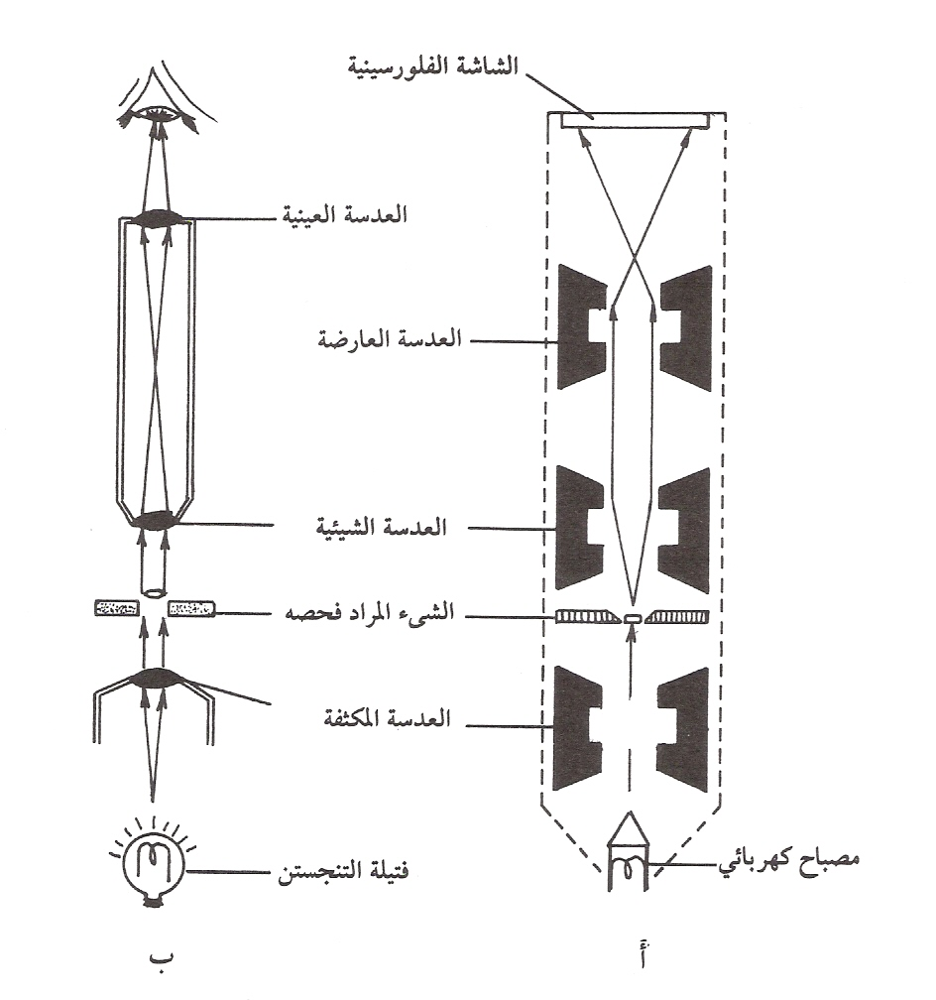 الشاشة الفلورسينية
العدسة العينية
العدسة العارضة
العدسة الشيئية
الشيء المراد فحصه
العدسة المكثفة
مصباح كهربائي
فتيلة التنجستن
أ
ب